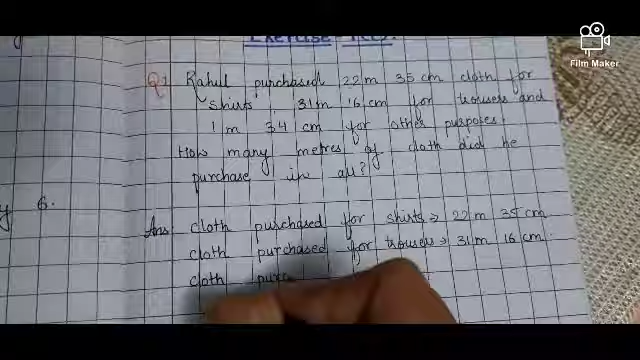 Film Maker
Q1 Rahul purchased 22 m 35 cm cloth for
shirts 31 m 16 cm for trousers and
1 m 34 cm for other purposes.
How many metres of cloth did he
purchase in all?
6.
Ans: cloth purchased for shirts → 22 m 35 cm
cloth purchased for trousers → 31 m 16 cm
cloth purc